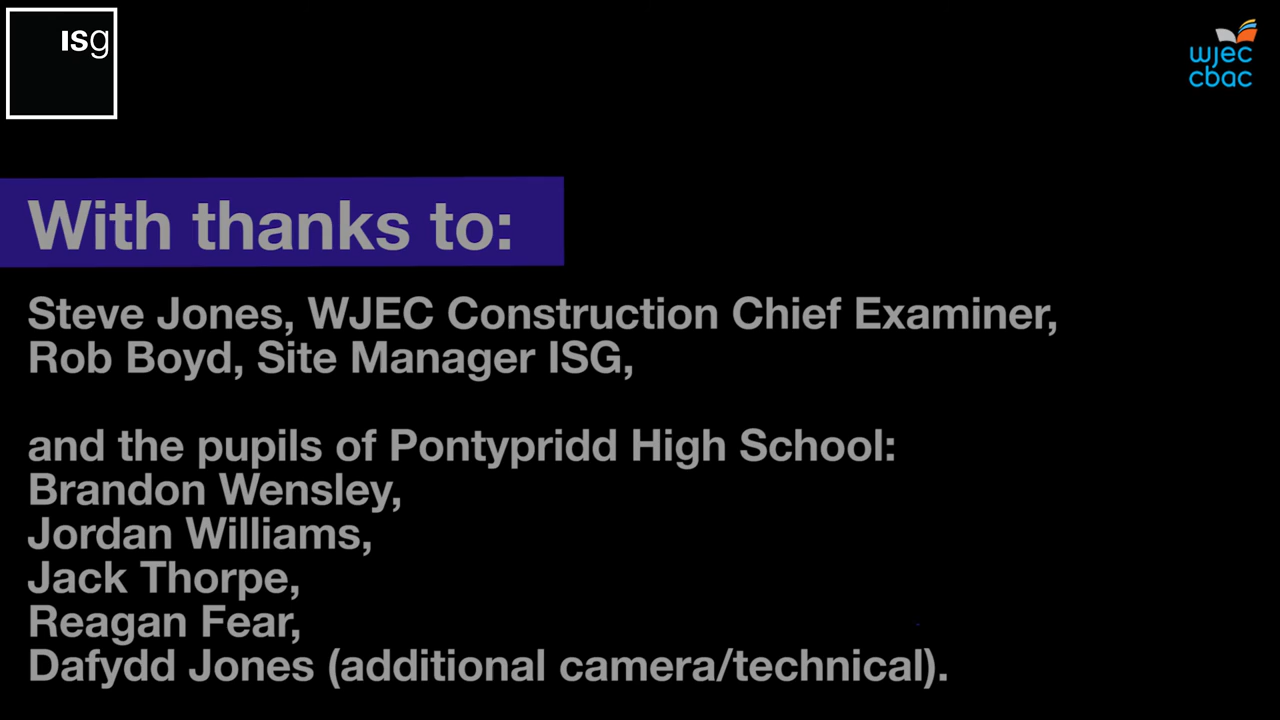 ISg
wjec
cbac
With thanks to:
Steve Jones, WJEC Construction Chief Examiner,
Rob Boyd, Site Manager ISG,
and the pupils of Pontypridd High School:
Brandon Wensley,
Jordan Williams,
Jack Thorpe,
Reagan Fear,
Dafydd Jones (additional camera/technical).